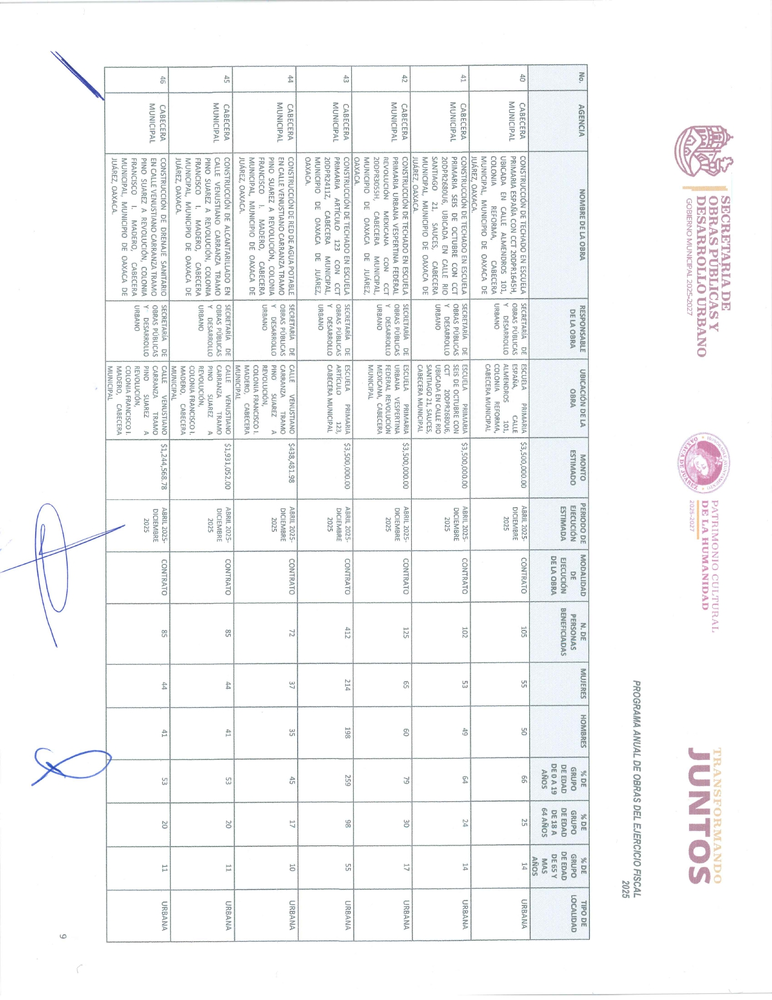 SECRETARIA DE
OBRAS PÚBLICAS Y
DESARROLLO URBANO
GOBIERNO MUNICIPAL 2025-2027
HONORABLE AYUNTAMIENTO
OAXACA DE JUÁREZ
PATRIMONIO CULTURAL
DE LA HUMANIDAD
2025-2027
TRANSFORMANDO
JUNTOS
PROGRAMA ANUAL DE OBRAS DEL EJERCICIO FISCAL
2025
No.
AGENCIA
NOMBRE DE LA OBRA
RESPONSABLE
DE LA OBRA
UBICACIÓN DE LA
OBRA
MONTO
ESTIMADO
PERIODO DE
EJECUCIÓN
ESTIMADA
MODALIDAD
DE
EJECUCIÓN
DE LA OBRA
N. DE
PERSONAS
BENEFICIADAS
MUJERES
HOMBRES
% DE
GRUPO
DE EDAD
DE 0 A 19
AÑOS
% DE
GRUPO
DE EDAD
DE 18 A
64 AÑOS
% DE
GRUPO
DE EDAD
DE 65 Y
MAS
AÑOS
TIPO DE
LOCALIDAD
40
CABECERA
MUNICIPAL
CONSTRUCCIÓN DE TECHADO EN ESCUELA
PRIMARIA ESPAÑA CON CCT 20DPR1645H,
UBICADA EN CALLE ALMENDROS 101,
COLONIA REFORMA, CABECERA
MUNICIPAL, MUNICIPIO DE OAXACA DE
JUÁREZ, OAXACA.
SECRETARÍA DE
OBRAS PÚBLICAS
Y DESARROLLO
URBANO
ESCUELA PRIMARIA
ESPAÑA, CALLE
ALMENDROS 101,
COLONIA REFORMA,
CABECERA MUNICIPAL
$3,500,000.00
ABRIL 2025-
DICIEMBRE
2025
CONTRATO
105
55
50
66
25
14
URBANA
41
CABECERA
MUNICIPAL
CONSTRUCCIÓN DE TECHADO EN ESCUELA
PRIMARIA SEIS DE OCTUBRE CON CCT
20DPR2680U6, UBICADA EN CALLE RIO
SANTIAGO 21, SAUCES, CABECERA
MUNICIPAL, MUNICIPIO DE OAXACA DE
JUÁREZ, OAXACA.
SECRETARÍA DE
OBRAS PÚBLICAS
Y DESARROLLO
URBANO
ESCUELA PRIMARIA
SEIS DE OCTUBRE CON
CCT 20DPR2680U6,
UBICADA EN CALLE RIO
SANTIAGO 21, SAUCES,
CABECERA MUNICIPAL
$3,500,000.00
ABRIL 2025-
DICIEMBRE
2025
CONTRATO
102
53
49
64
24
14
URBANA
42
CABECERA
MUNICIPAL
CONSTRUCCIÓN DE TECHADO EN ESCUELA
PRIMARIA URBANA VESPERTINA FEDERAL
REVOLUCIÓN MEXICANA CON CCT
20DPR3055H, CABECERA MUNICIPAL,
MUNICIPIO DE OAXACA DE JUÁREZ,
OAXACA.
SECRETARÍA DE
OBRAS PÚBLICAS
Y DESARROLLO
URBANO
ESCUELA PRIMARIA
URBANA VESPERTINA
FEDERAL REVOLUCIÓN
MEXICANA, CABECERA
MUNICIPAL
$3,500,000.00
ABRIL 2025-
DICIEMBRE
2025
CONTRATO
125
65
60
79
30
17
URBANA
43
CABECERA
MUNICIPAL
CONSTRUCCIÓN DE TECHADO EN ESCUELA
PRIMARIA ARTÍCULO 123 CON CCT
20DPR2411Z, CABECERA MUNICIPAL,
MUNICIPIO DE OAXACA DE JUÁREZ,
OAXACA.
SECRETARÍA DE
OBRAS PÚBLICAS
Y DESARROLLO
URBANO
ESCUELA PRIMARIA
ARTÍCULO 123,
CABECERA MUNICIPAL
$3,500,000.00
ABRIL 2025-
DICIEMBRE
2025
CONTRATO
412
214
198
259
98
55
URBANA
44
CABECERA
MUNICIPAL
CONSTRUCCIÓN DE RED DE AGUA POTABLE
EN CALLE VENUSTIANO CARRANZA TRAMO
PINO SUAREZ A REVOLUCIÓN, COLONIA
FRANCISCO I. MADERO, CABECERA
MUNICIPAL, MUNICIPIO DE OAXACA DE
JUÁREZ, OAXACA.
SECRETARÍA DE
OBRAS PÚBLICAS
Y DESARROLLO
URBANO
CALLE VENUSTIANO
CARRANZA TRAMO
PINO SUAREZ A
REVOLUCIÓN,
COLONIA FRANCISCO I.
MADERO, CABECERA
MUNICIPAL
$438,481.98
ABRIL 2025-
DICIEMBRE
2025
CONTRATO
72
37
35
45
17
10
URBANA
45
CABECERA
MUNICIPAL
CONSTRUCCIÓN DE ALCANTARILLADO EN
CALLE VENUSTIANO CARRANZA TRAMO
PINO SUAREZ A REVOLUCIÓN, COLONIA
FRANCISCO I. MADERO, CABECERA
MUNICIPAL, MUNICIPIO DE OAXACA DE
JUÁREZ, OAXACA.
SECRETARÍA DE
OBRAS PÚBLICAS
Y DESARROLLO
URBANO
CALLE VENUSTIANO
CARRANZA TRAMO
PINO SUAREZ A
REVOLUCIÓN,
COLONIA FRANCISCO I.
MADERO, CABECERA
MUNICIPAL
$1,931,052.00
ABRIL 2025-
DICIEMBRE
2025
CONTRATO
85
44
41
53
20
11
URBANA
46
CABECERA
MUNICIPAL
CONSTRUCCIÓN DE DRENAJE SANITARIO
EN CALLE VENUSTIANO CARRANZA TRAMO
PINO SUAREZ A REVOLUCIÓN, COLONIA
FRANCISCO I. MADERO, CABECERA
MUNICIPAL, MUNICIPIO DE OAXACA DE
JUÁREZ, OAXACA.
SECRETARÍA DE
OBRAS PÚBLICAS
Y DESARROLLO
URBANO
CALLE VENUSTIANO
CARRANZA TRAMO
PINO SUAREZ A
REVOLUCIÓN,
COLONIA FRANCISCO I.
MADERO, CABECERA
MUNICIPAL
$1,244,568.78
ABRIL 2025-
DICIEMBRE
2025
CONTRATO
85
44
41
53
20
11
URBANA
9